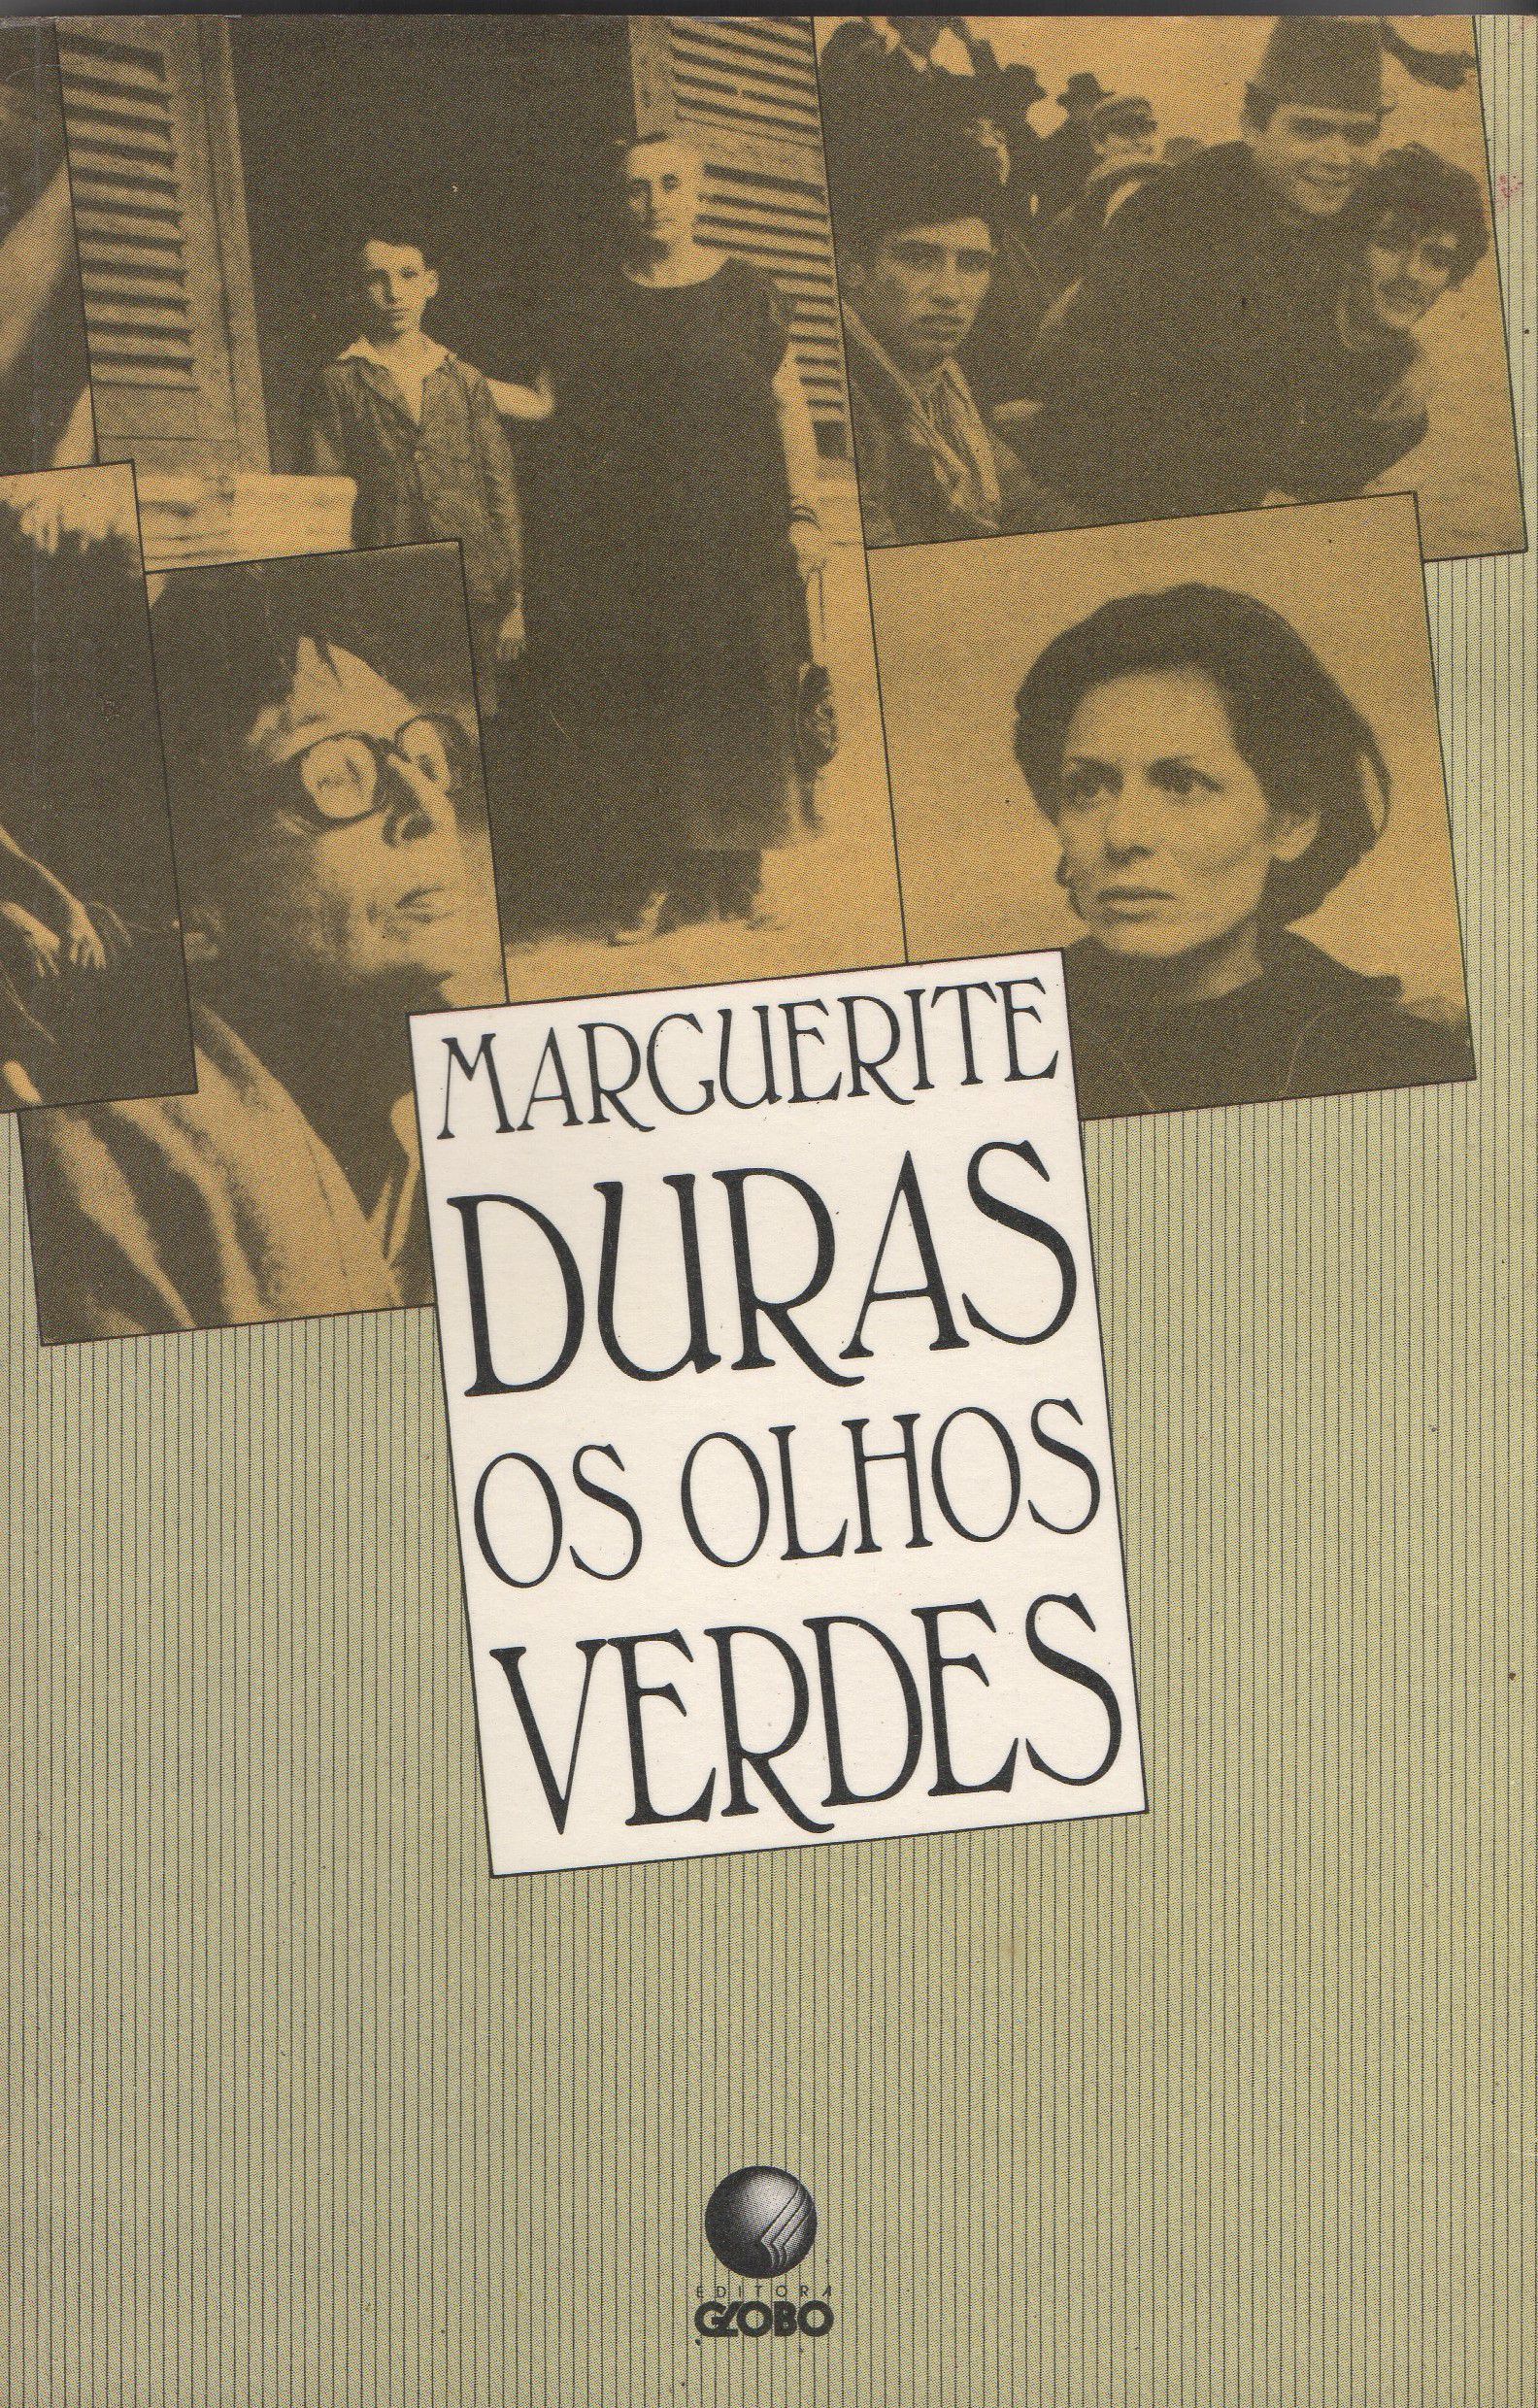 MARGUERITE
DURAS
OS OLHOS
VERDES
EDITORA
GLOBO